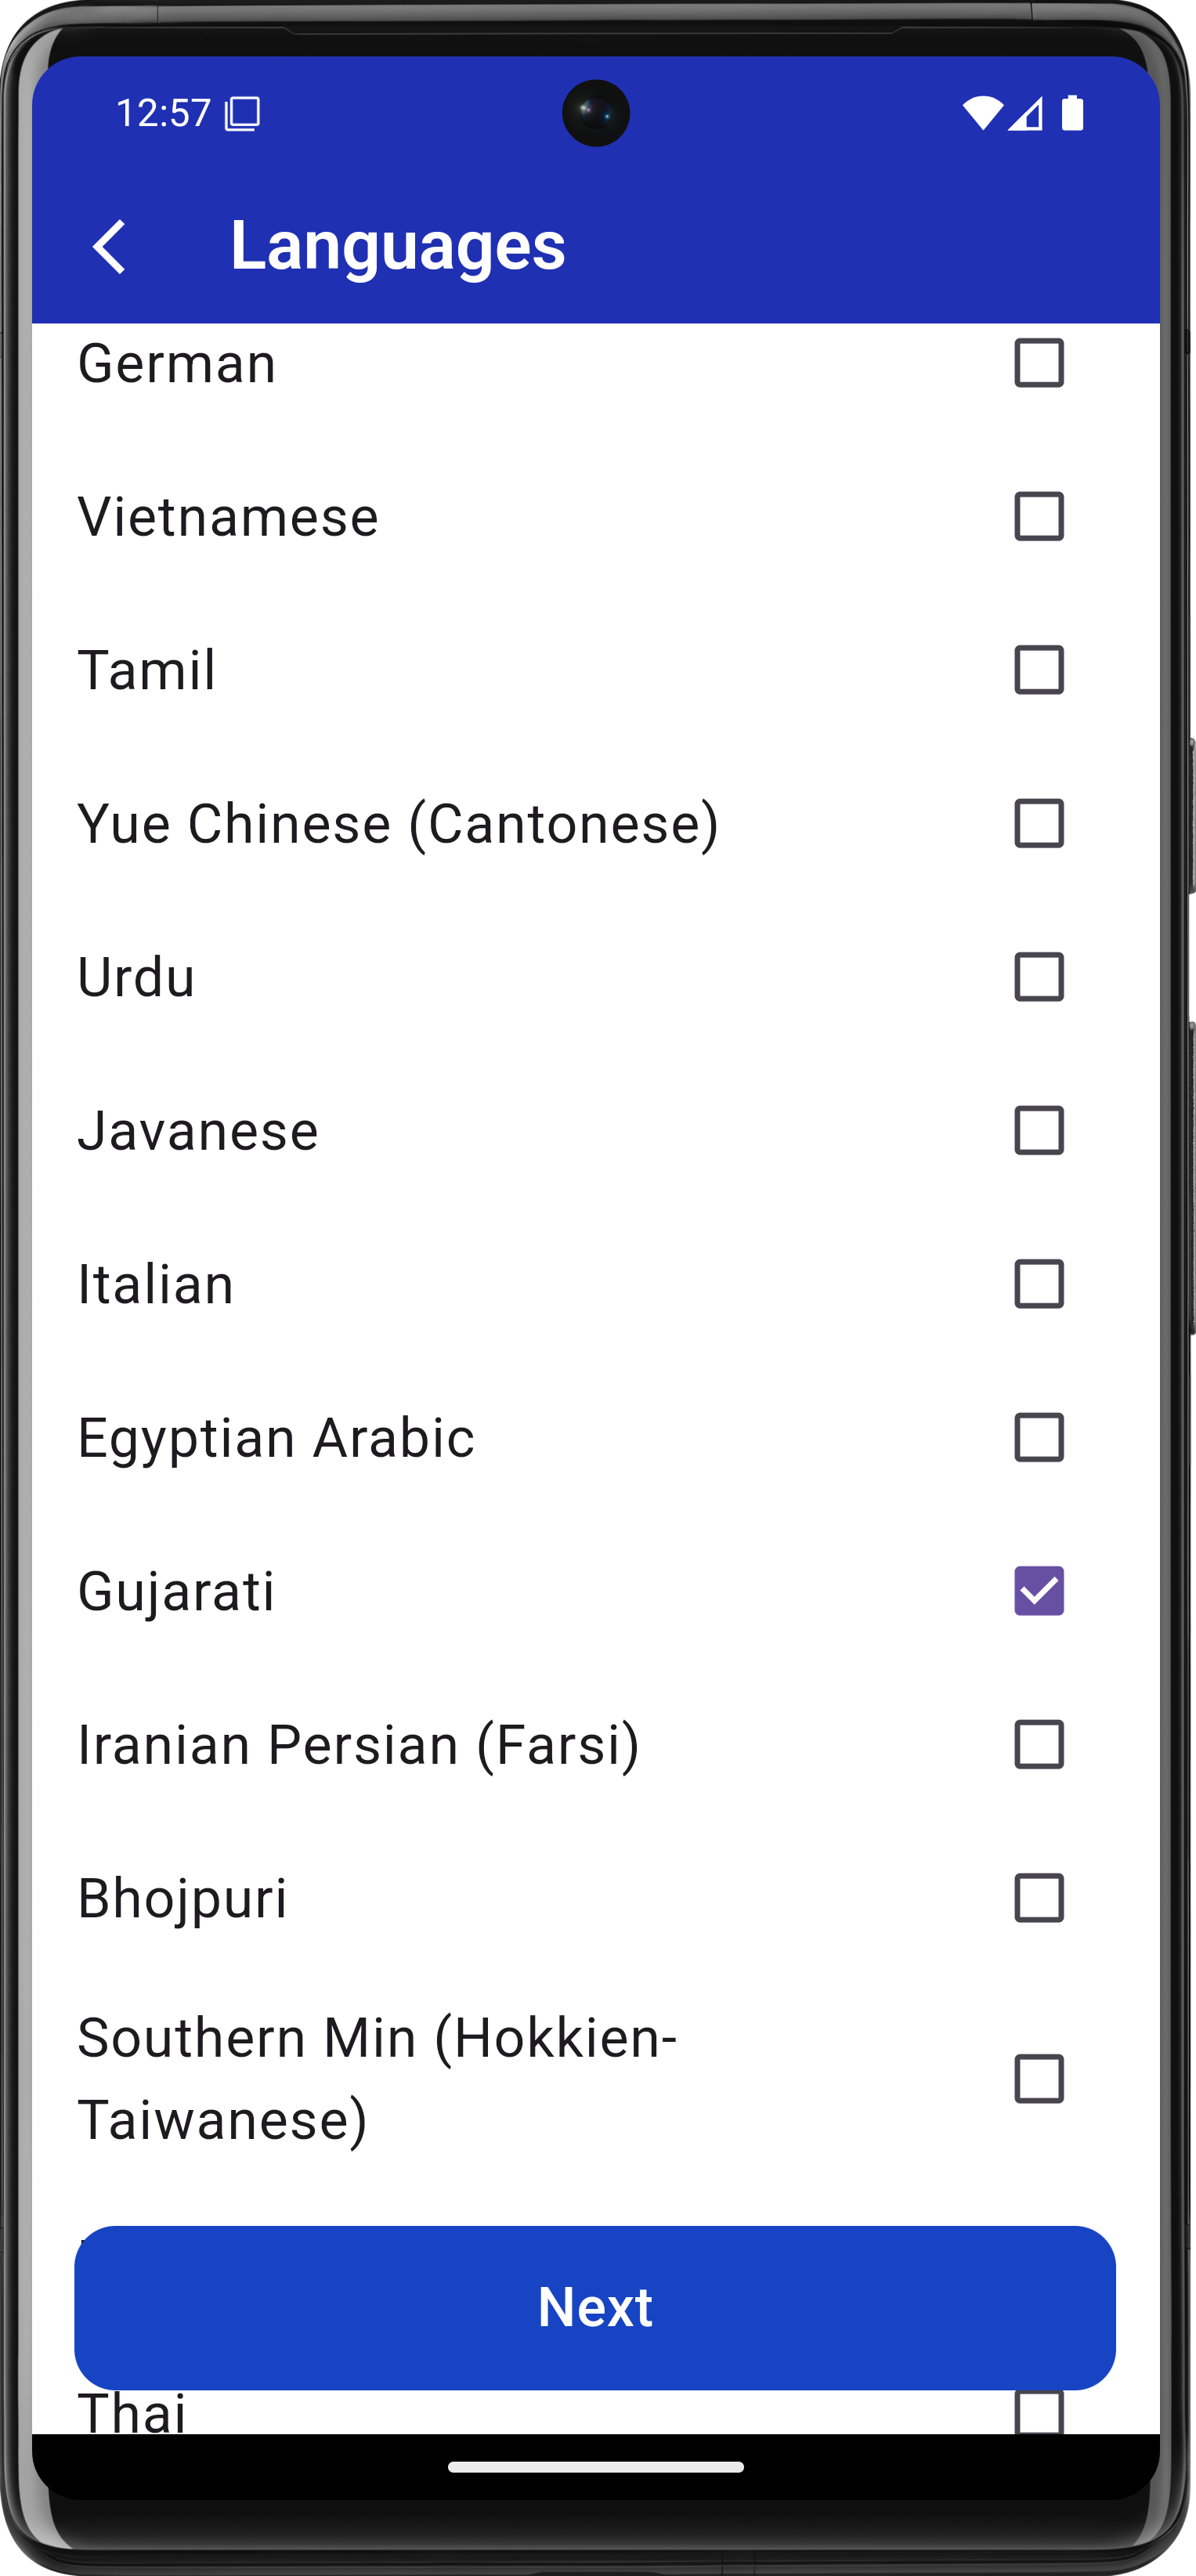 12:57
Languages
German
Vietnamese
Tamil
Yue Chinese (Cantonese)
Urdu
Javanese
Italian
Egyptian Arabic
Gujarati
Iranian Persian (Farsi)
Bhojpuri
Southern Min (Hokkien-
Taiwanese)
Next
Thai